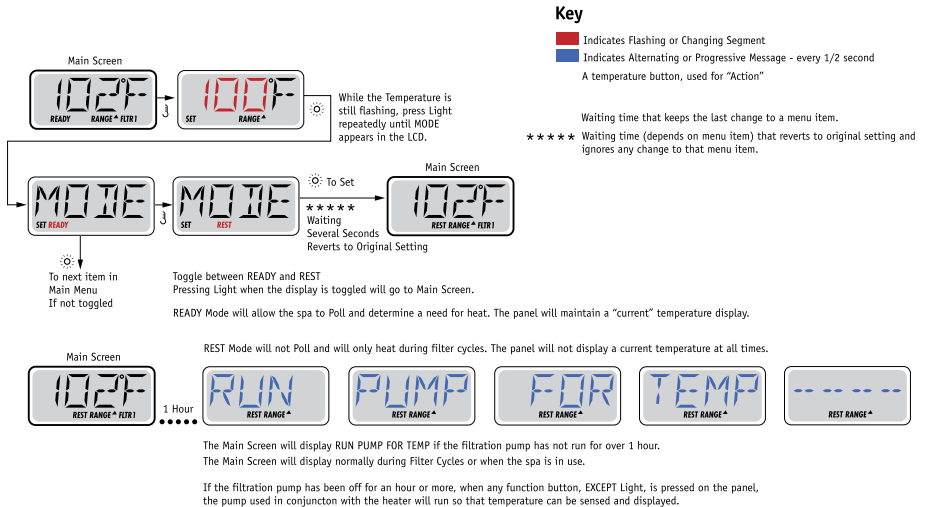 Key
Indicates Flashing or Changing Segment
Indicates Alternating or Progressive Message - every 1/2 second
A temperature button, used for “Action”
Waiting time that keeps the last change to a menu item.
***** Waiting time (depends on menu item) that reverts to original setting and
ignores any change to that menu item.
Main Screen
102°F
READY RANGE FLTR1
100°F
SET RANGE
While the Temperature is
still flashing, press Light
repeatedly until MODE
appears in the LCD.
MODE
SET READY
MODE
SET REST
To Set
*****
Waiting
Several Seconds
Reverts to Original Setting
Main Screen
102°F
REST RANGE FLTR1
To next item in
Main Menu
If not toggled
Toggle between READY and REST
Pressing Light when the display is toggled will go to Main Screen.
READY Mode will allow the spa to Poll and determine a need for heat. The panel will maintain a “current” temperature display.
REST Mode will not Poll and will only heat during filter cycles. The panel will not display a current temperature at all times.
Main Screen
102°F
REST RANGE FLTR1
1 Hour
RUN
REST RANGE
PUMP
REST RANGE
FOR
REST RANGE
TEMP
REST RANGE
-----
REST RANGE
The Main Screen will display RUN PUMP FOR TEMP if the filtration pump has not run for over 1 hour.
The Main Screen will display normally during Filter Cycles or when the spa is in use.
If the filtration pump has been off for an hour or more, when any function button, EXCEPT Light, is pressed on the panel,
the pump used in conjuncton with the heater will run so that temperature can be sensed and displayed.